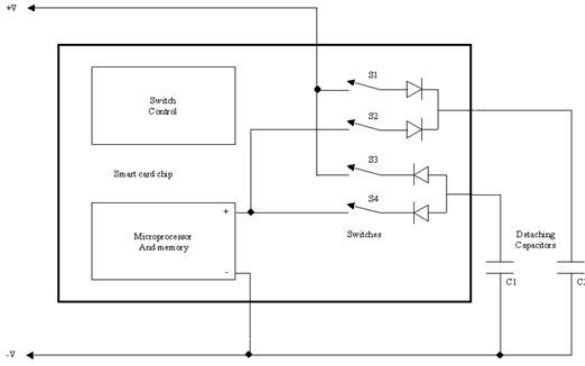 +V
S1
Switch
Control
S2
Smart card chip
S3
S4
+
Microprocessor
And memory
-
Switches
Detaching
Capacitors
C1
-V